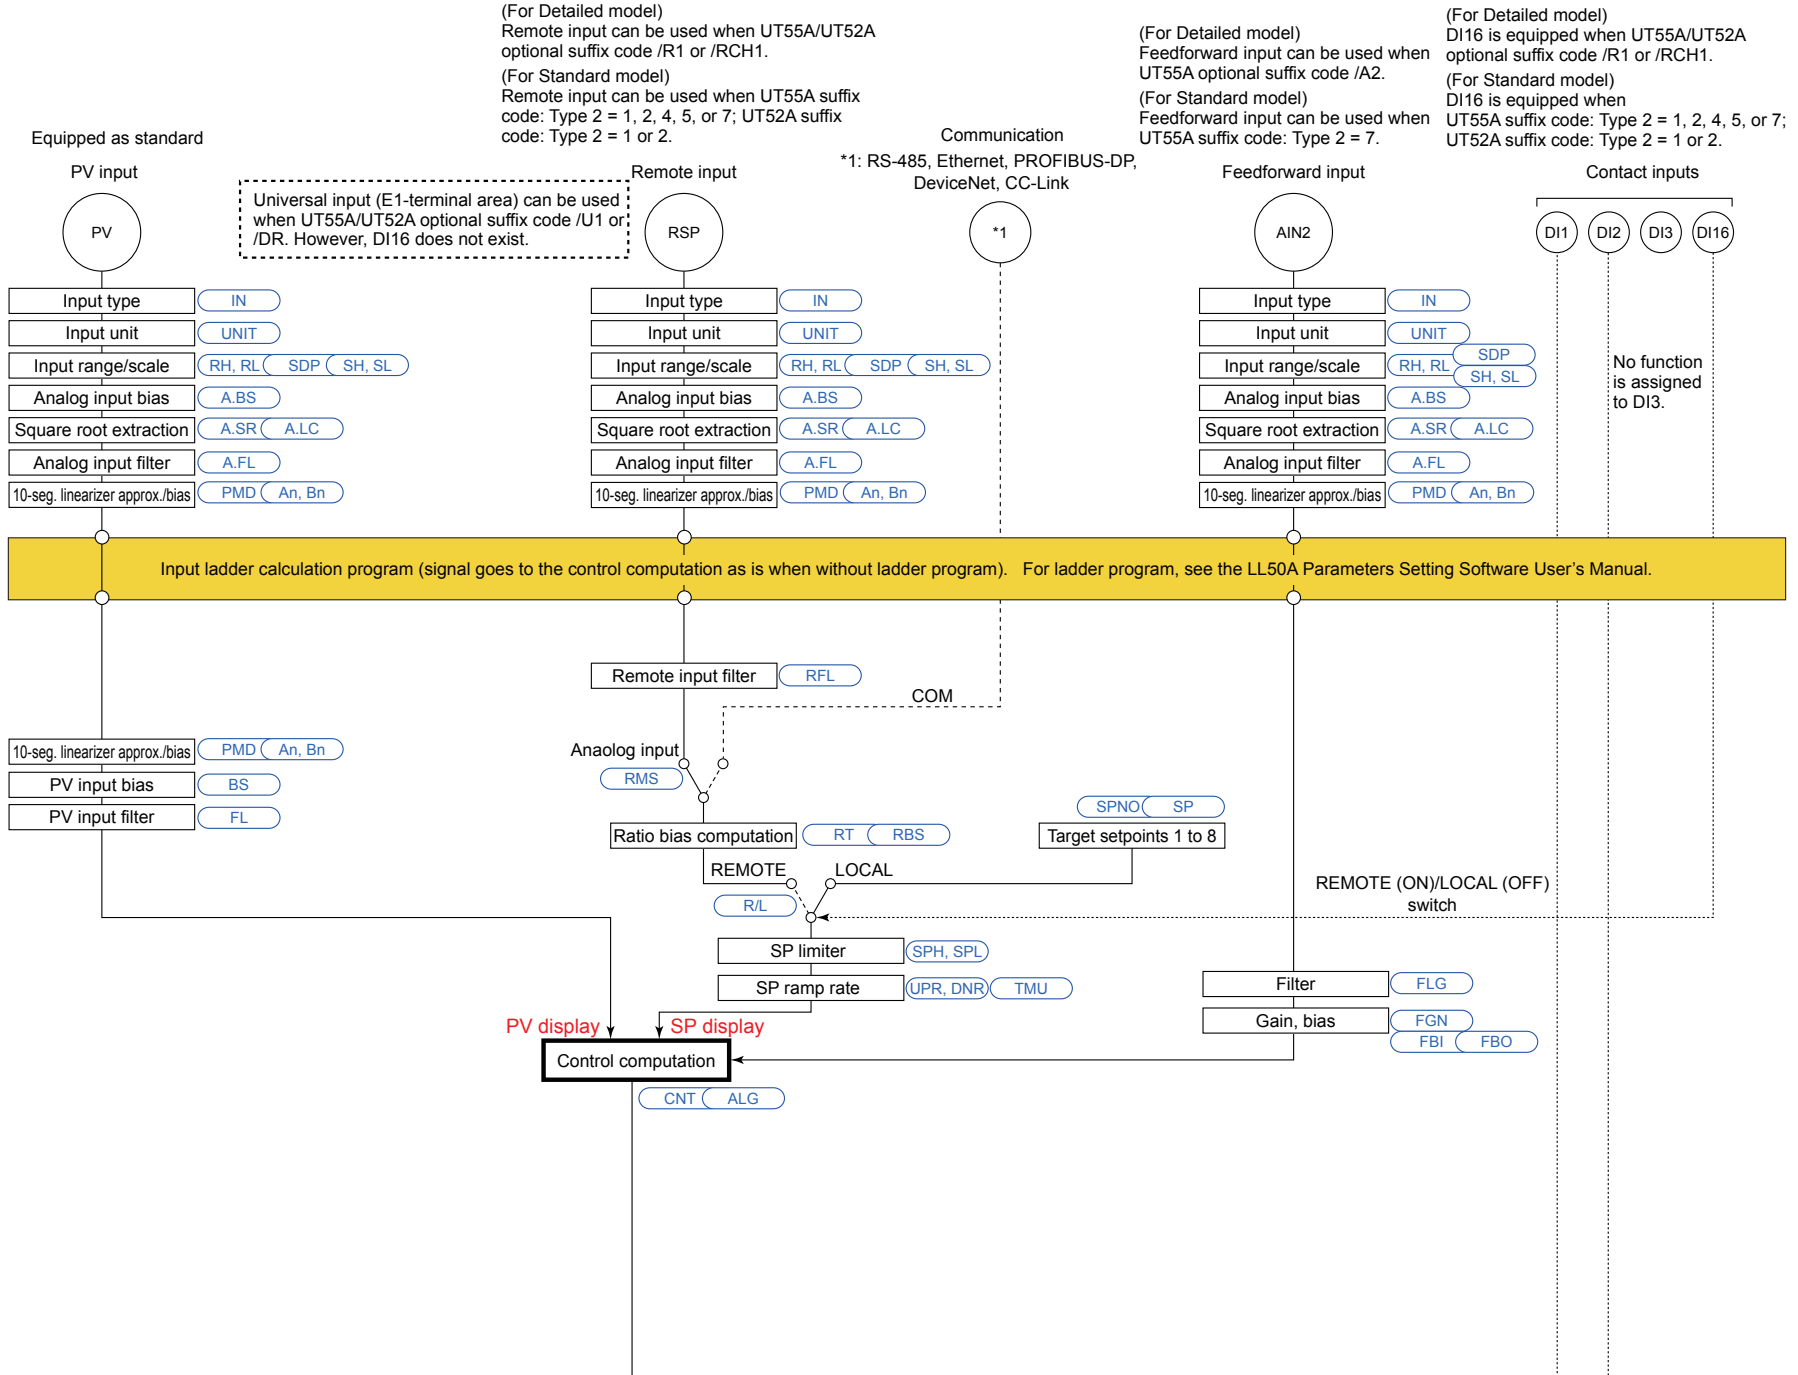 (For Detailed model)
Remote input can be used when UT55A/UT52A
optional suffix code /R1 or /RCH1.
(For Standard model)
Remote input can be used when UT55A suffix
code: Type 2 = 1, 2, 4, 5, or 7; UT52A suffix
code: Type 2 = 1 or 2.
(For Detailed model)
Feedforward input can be used when
UT55A optional suffix code /A2.
(For Standard model)
Feedforward input can be used when
UT55A suffix code: Type 2 = 7.
(For Detailed model)
DI16 is equipped when UT55A/UT52A
optional suffix code /R1 or /RCH1.
(For Standard model)
DI16 is equipped when
UT55A suffix code: Type 2 = 1, 2, 4, 5, or 7;
UT52A suffix code: Type 2 = 1 or 2.
Equipped as standard
PV input
Universal input (E1-terminal area) can be used
when UT55A/UT52A optional suffix code /U1 or
/DR. However, DI16 does not exist.
Remote input
Communication
*1: RS-485, Ethernet, PROFIBUS-DP,
DeviceNet, CC-Link
Feedforward input
Contact inputs
PV
RSP
*1
AIN2
DI1 DI2 DI3 DI16
Input type IN
Input unit UNIT
Input range/scale RH, RL SDP SH, SL
Analog input bias A.BS
Square root extraction A.SR A.LC
Analog input filter A.FL
10-seg. linearizer approx./bias PMD An, Bn
Input type IN
Input unit UNIT
Input range/scale RH, RL SDP SH, SL
Analog input bias A.BS
Square root extraction A.SR A.LC
Analog input filter A.FL
10-seg. linearizer approx./bias PMD An, Bn
Input type IN
Input unit UNIT
Input range/scale RH, RL SDP SH, SL
Analog input bias A.BS
Square root extraction A.SR A.LC
Analog input filter A.FL
10-seg. linearizer approx./bias PMD An, Bn
No function
is assigned
to DI3.
Input ladder calculation program (signal goes to the control computation as is when without ladder program). For ladder program, see the LL50A Parameters Setting Software User's Manual.
Remote input filter RFL
COM
10-seg. linearizer approx./bias PMD An, Bn
PV input bias BS
PV input filter FL
Anaolog input
RMS
SPNO SP
Ratio bias computation RT RBS
Target setpoints 1 to 8
REMOTE LOCAL
R/L
REMOTE (ON)/LOCAL (OFF)
switch
SP limiter SPH, SPL
SP ramp rate UPR, DNR TMU
Filter FLG
Gain, bias FGN
FBI FBO
PV display SP display
Control computation
CNT ALG